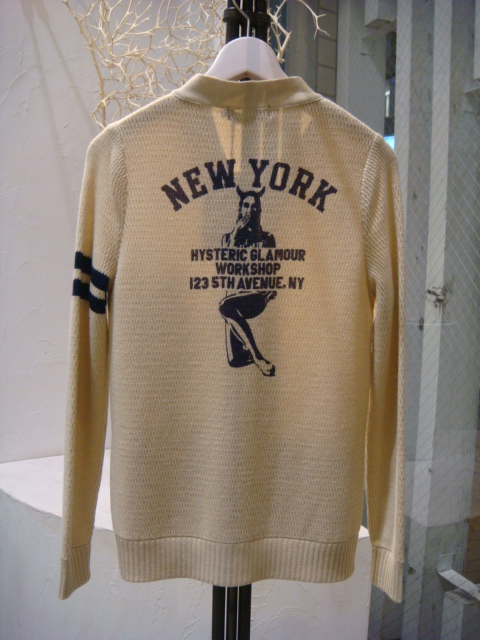 NEW YORK
HYSTERIC GLAMOUR
WORKSHOP
123 5TH AVENUE. NY